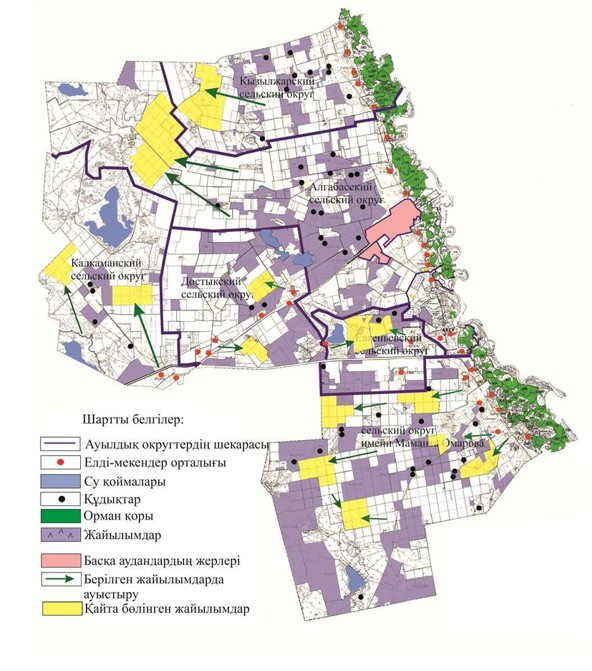 Кызылжарский
сельский округ
Алгабасский
сельский округ
Калкаманский
сельский округ
Достыкский
сельский округ
Евгеньевский
сельский округ
сельский округ
имени Мамаи
Омарова
Шартты белгілер:
Ауылдық округтердің шекарасы
Елді-мекендер орталығы
Су қоймалары
Құдықтар
Орман қоры
Жайылымдар
Басқа аудандардың жерлері
Берілген жайылымдарда
ауыстыру
Қайта бөлінген жайылымдар